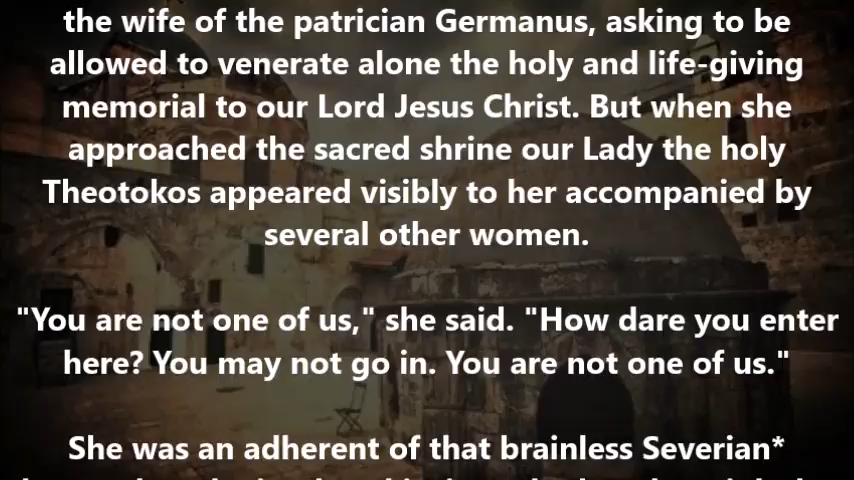 the wife of the patrician Germanus, asking to be
allowed to venerate alone the holy and life-giving
memorial to our Lord Jesus Christ. But when she
approached the sacred shrine our Lady the holy
Theotokos appeared visibly to her accompanied by
several other women.
"You are not one of us," she said. "How dare you enter
here? You may not go in. You are not one of us."
She was an adherent of that brainless Severian*